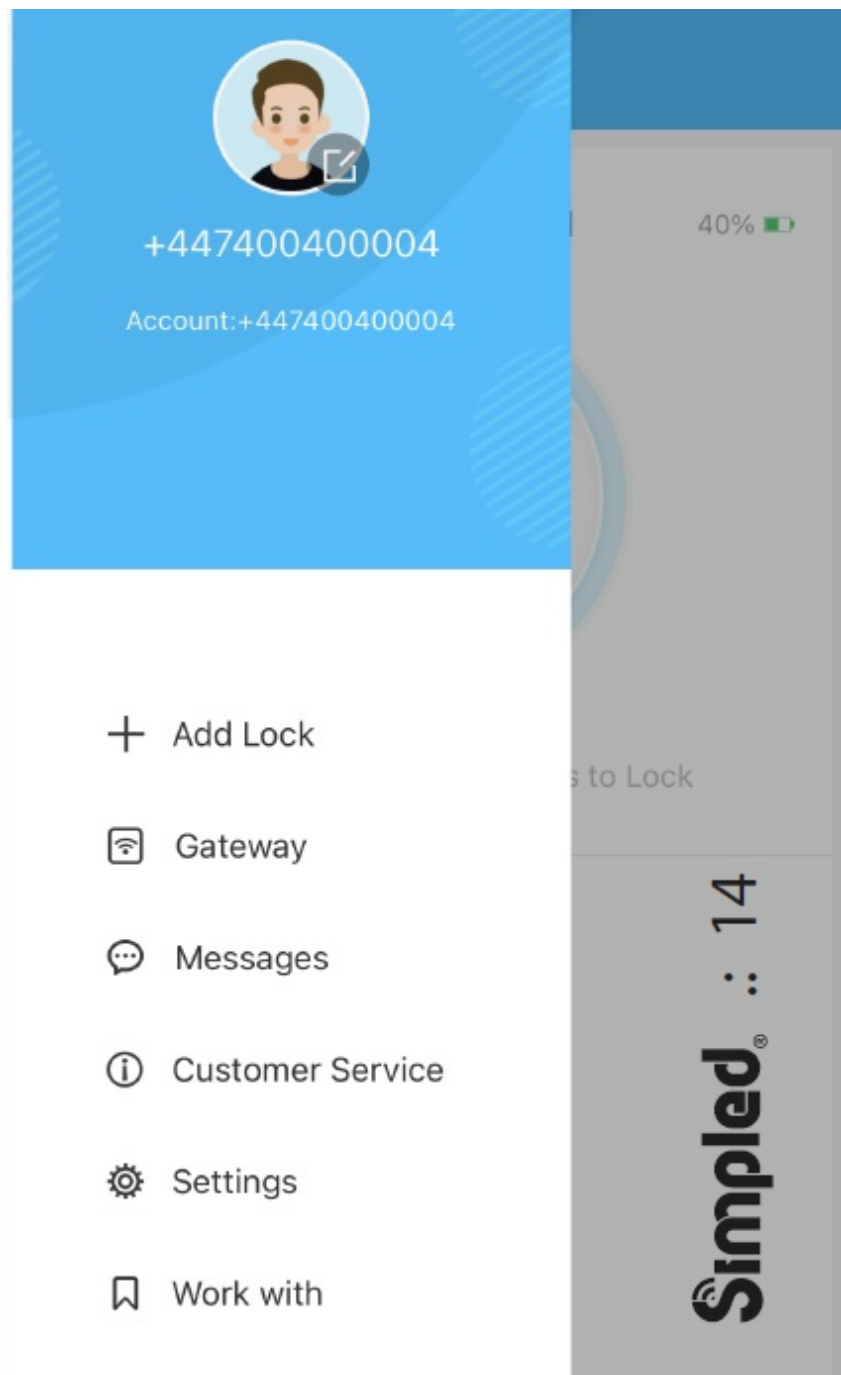 +447400400004
Account:+447400400004
40%
Add Lock
Gateway
Messages
Customer Service
Settings
Work with
s to Lock
Simpled® :: 14